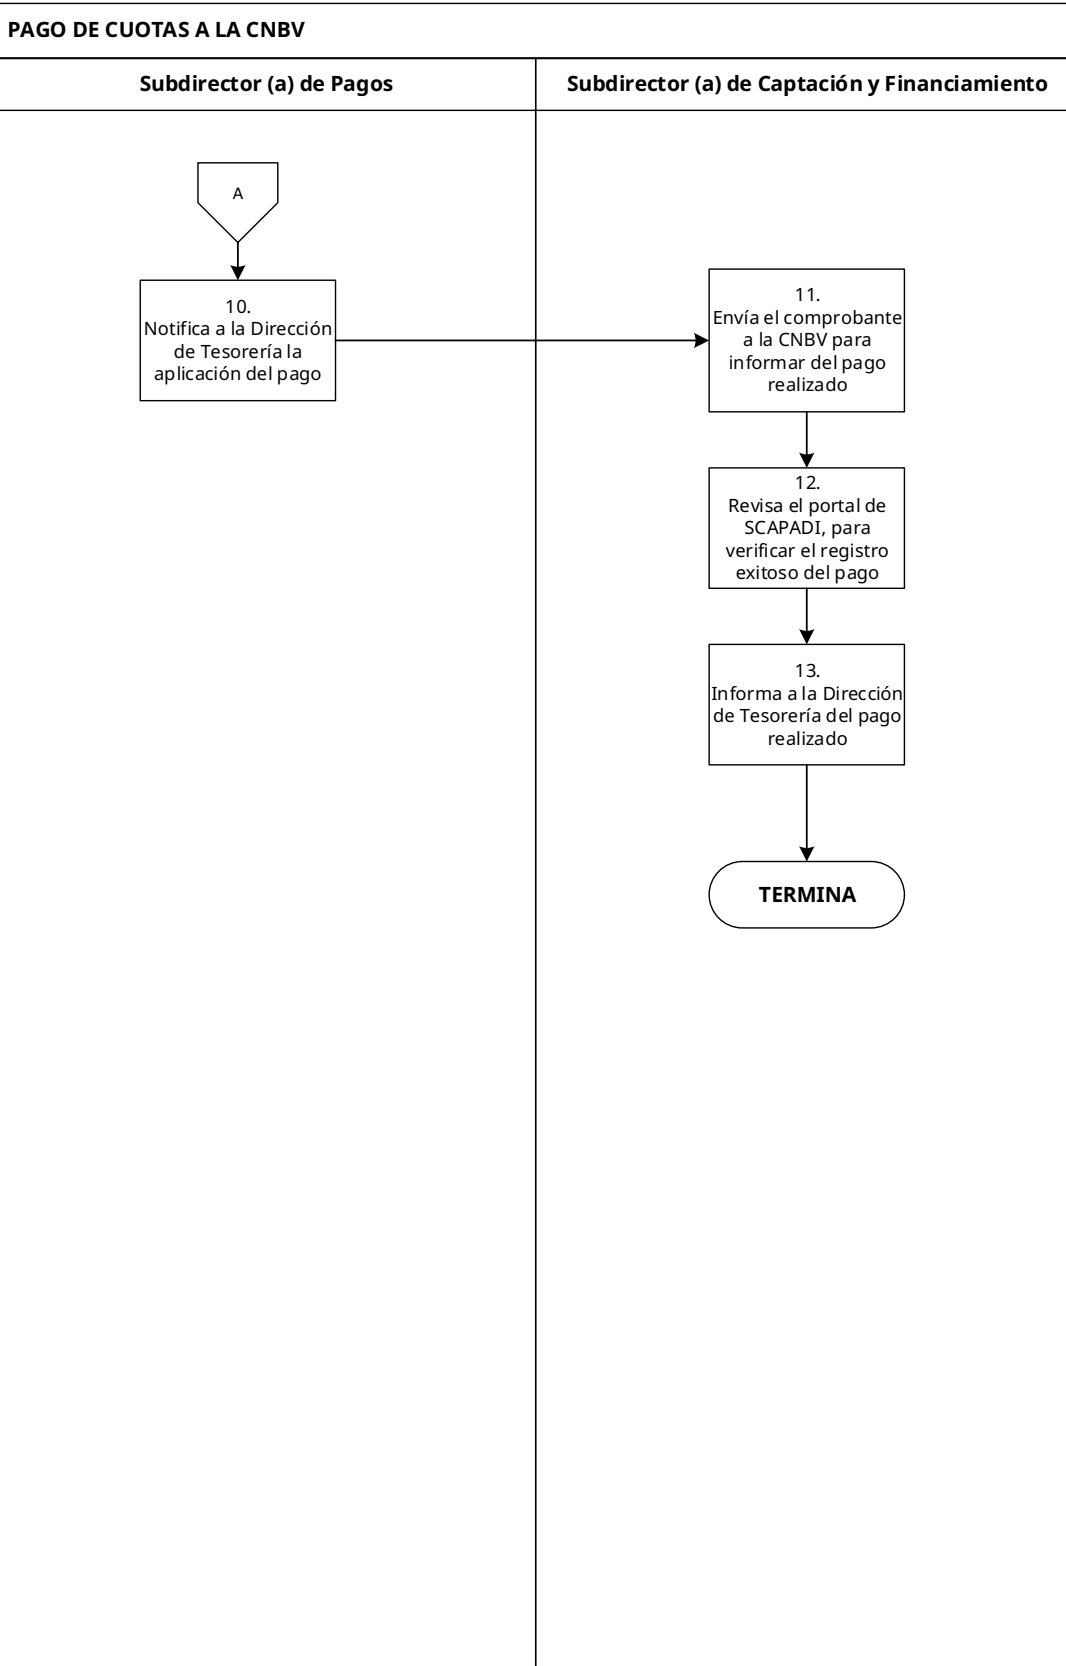 PAGO DE CUOTAS A LA CNBV
Subdirector (a) de Pagos
Subdirector (a) de Captación y Financiamiento
A
10.
Notifica a la Dirección
de Tesorería la
aplicación del pago
11.
Envía el comprobante
a la CNBV para
informar del pago
realizado
12.
Revisa el portal de
SCAPADI, para
verificar el registro
exitoso del pago
13.
Informa a la Dirección
de Tesorería del pago
realizado
TERMINA